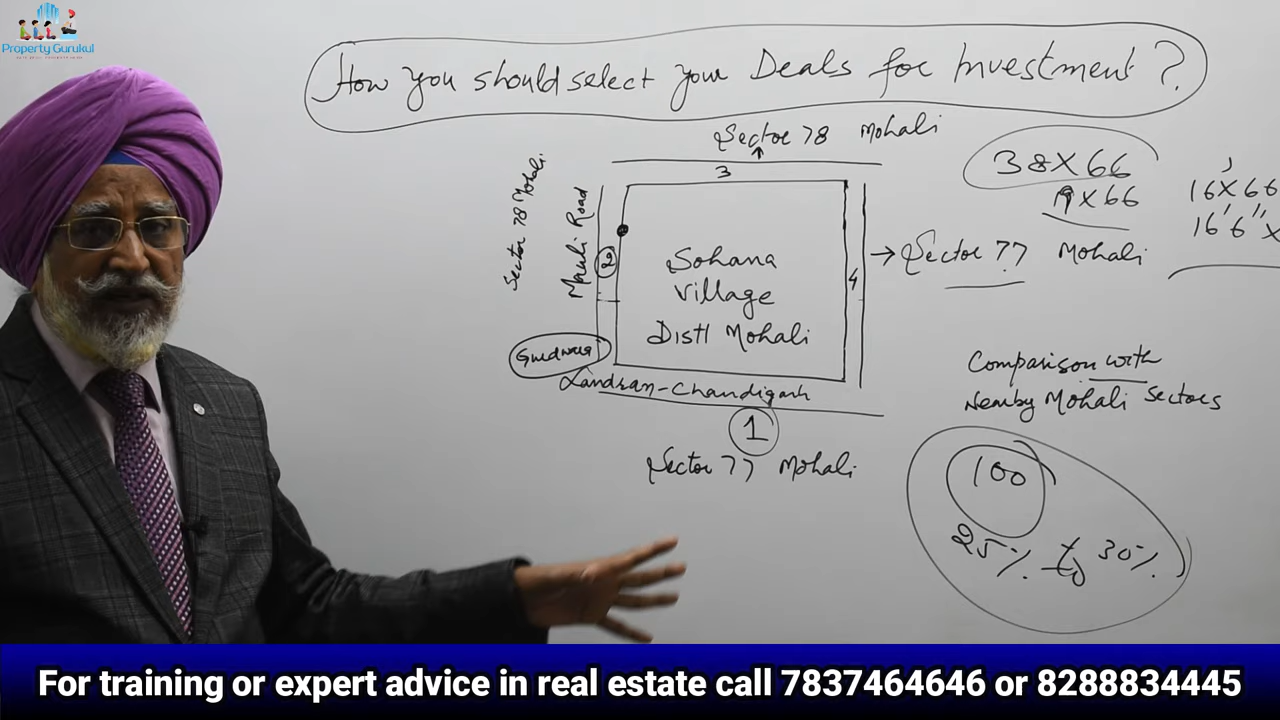 Property Gurukul
How you should select your Deals for Investment ?
Sector 78 Mohali
3
Sector 78 Mohali
Mauli Road
2
Sohana
Village
Distt Mohali
4
→ Sector 77 Mohali
Gurdwara
Landran-Chandigarh
1
Sector 77 Mohali
38X66
19X66
16'X66
16'6"X
Comparison with
Nearby Mohali Sectors
100
25% to 30%
For training or expert advice in real estate call 7837464646 or 8288834445